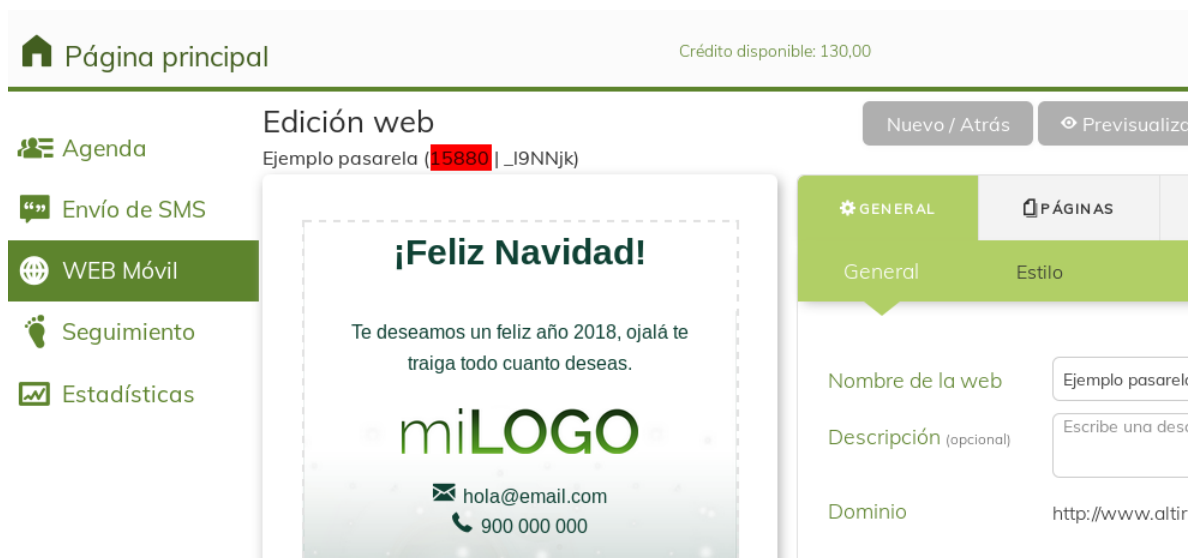 Página principal
Crédito disponible: 130,00
Agenda
Envío de SMS
WEB Móvil
Seguimiento
Estadísticas
Edición web
Ejemplo pasarela (15880 | _I9NNjk)
Nuevo / Atrás
Previsualiza
¡Feliz Navidad!
Te deseamos un feliz año 2018, ojalá te
traiga todo cuanto deseas.
miLOGO
hola@email.com
900 000 000
GENERAL
PÁGINAS
General
Estilo
Nombre de la web
Ejemplo pasarela
Descripción (opcional)
Escribe una desc
Dominio
http://www.altir